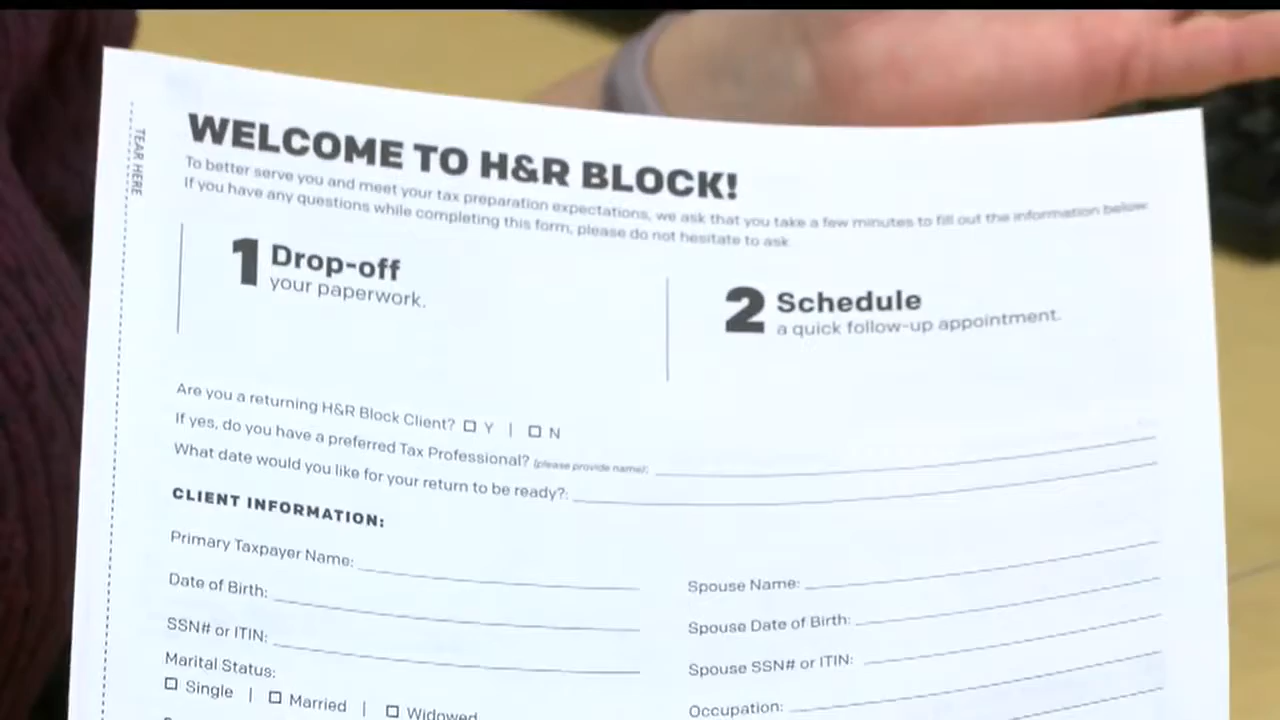 TEAR HERE
WELCOME TO H&R BLOCK!
To better serve you and meet your tax preparation expectations, we ask that you take a few minutes to fill out the information below.
If you have any questions while completing this form, please do not hesitate to ask.
1 Drop-off
your paperwork.
2 Schedule
a quick follow-up appointment.
Are you a returning H&R Block Client? ☐ Y | ☐ N
If yes, do you have a preferred Tax Professional? (please provide name):
What date would you like for your return to be ready?:
CLIENT INFORMATION:
Primary Taxpayer Name:
Spouse Name:
Date of Birth:
Spouse Date of Birth:
SSN# or ITIN:
Spouse SSN# or ITIN:
Marital Status:
☐ Single | ☐ Married | ☐ Widowed
Occupation: